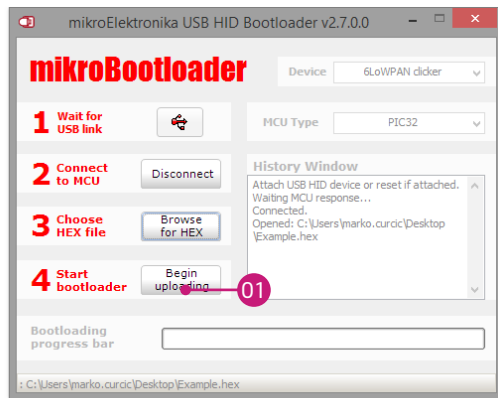 mikroElektronika USB HID Bootloader v2.7.0.0
mikroBootloader
Device
6LoWPAN clicker
1 Wait for
USB link
MCU Type
PIC32
2 Connect
to MCU
Disconnect
History Window
Attach USB HID device or reset if attached.
Waiting MCU response...
Connected.
Opened: C:\Users\marko.curcic\Desktop
\Example.hex
3 Choose
HEX file
Browse
for HEX
4 Start
bootloader
Begin
uploading
01
Bootloading
progress bar
: C:\Users\marko.curcic\Desktop\Example.hex